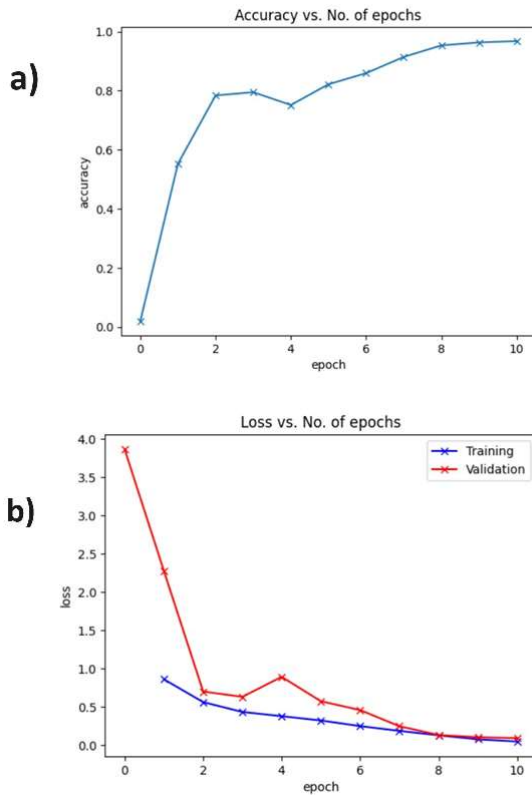 a)
Accuracy vs. No. of epochs
1.0
0.8
0.6
0.4
0.2
0.0
accuracy
0 2 4 6 8 10
epoch
b)
Loss vs. No. of epochs
4.0
3.5
3.0
2.5
2.0
1.5
1.0
0.5
0.0
loss
Training
Validation
0 2 4 6 8 10
epoch